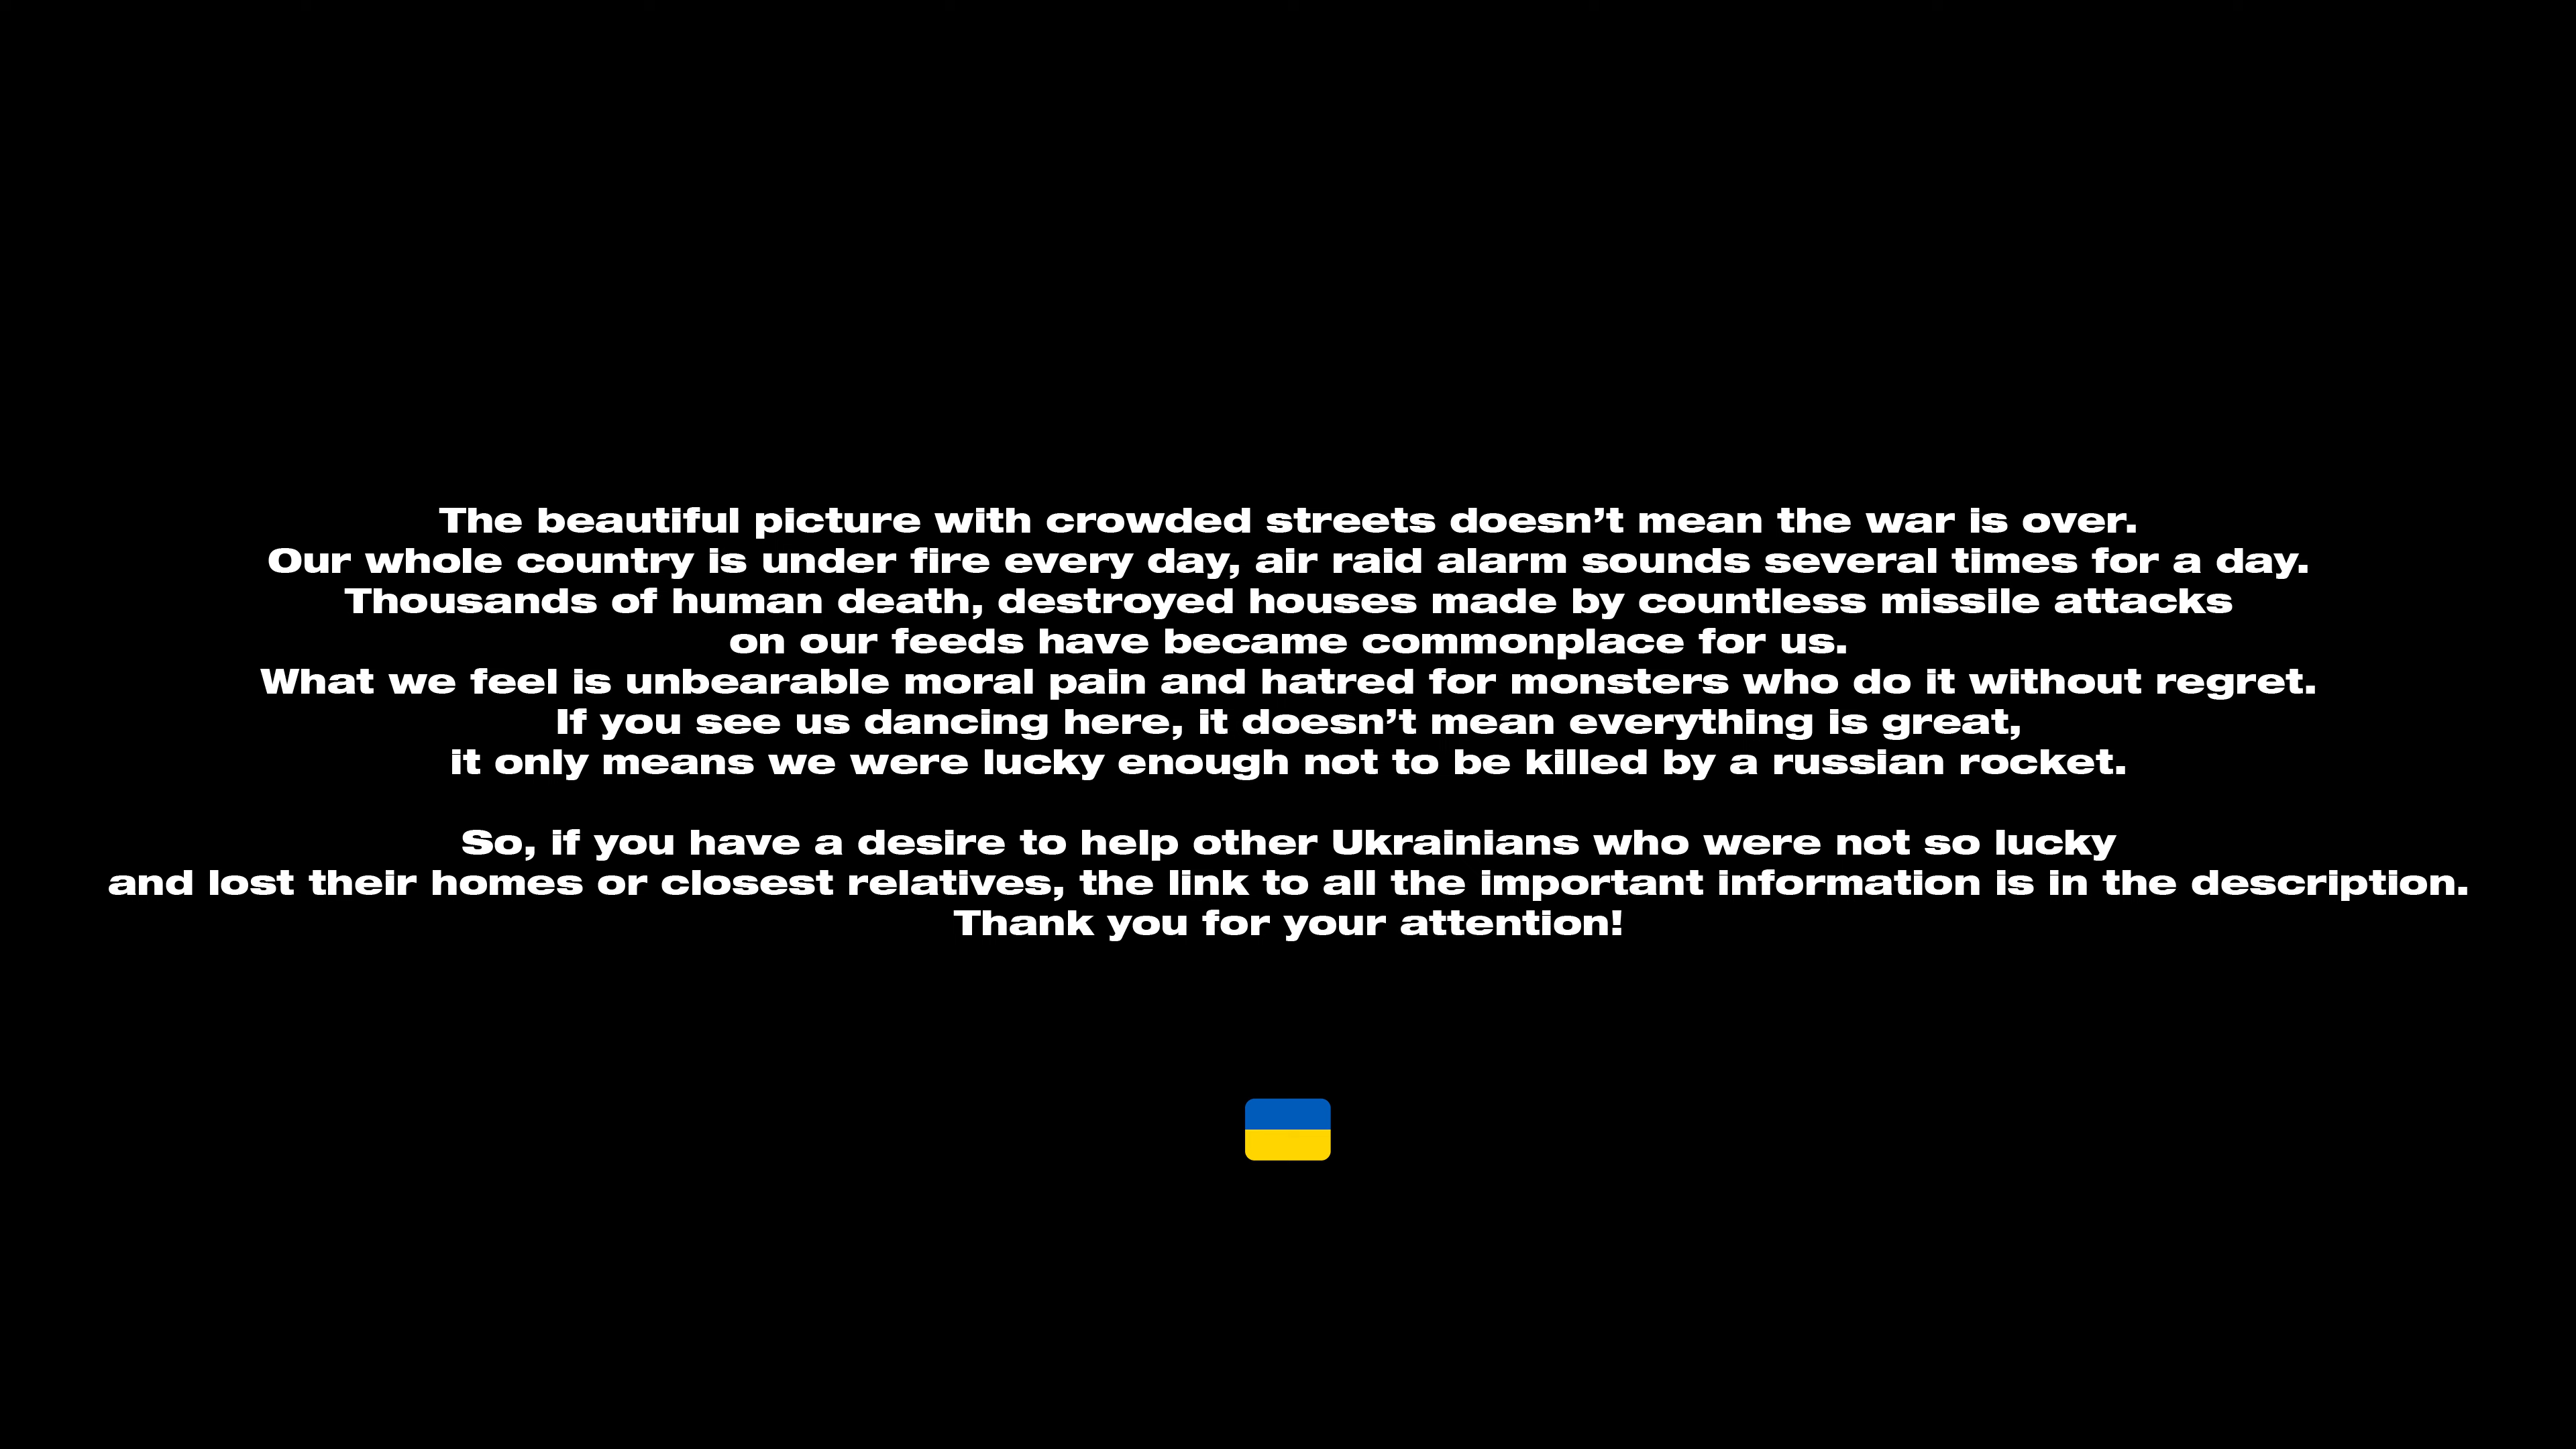 The beautiful picture with crowded streets doesn’t mean the war is over.
Our whole country is under fire every day, air raid alarm sounds several times for a day.
Thousands of human death, destroyed houses made by countless missile attacks
on our feeds have became commonplace for us.
What we feel is unbearable moral pain and hatred for monsters who do it without regret.
If you see us dancing here, it doesn’t mean everything is great,
it only means we were lucky enough not to be killed by a russian rocket.
So, if you have a desire to help other Ukrainians who were not so lucky
and lost their homes or closest relatives, the link to all the important information is in the description.
Thank you for your attention!